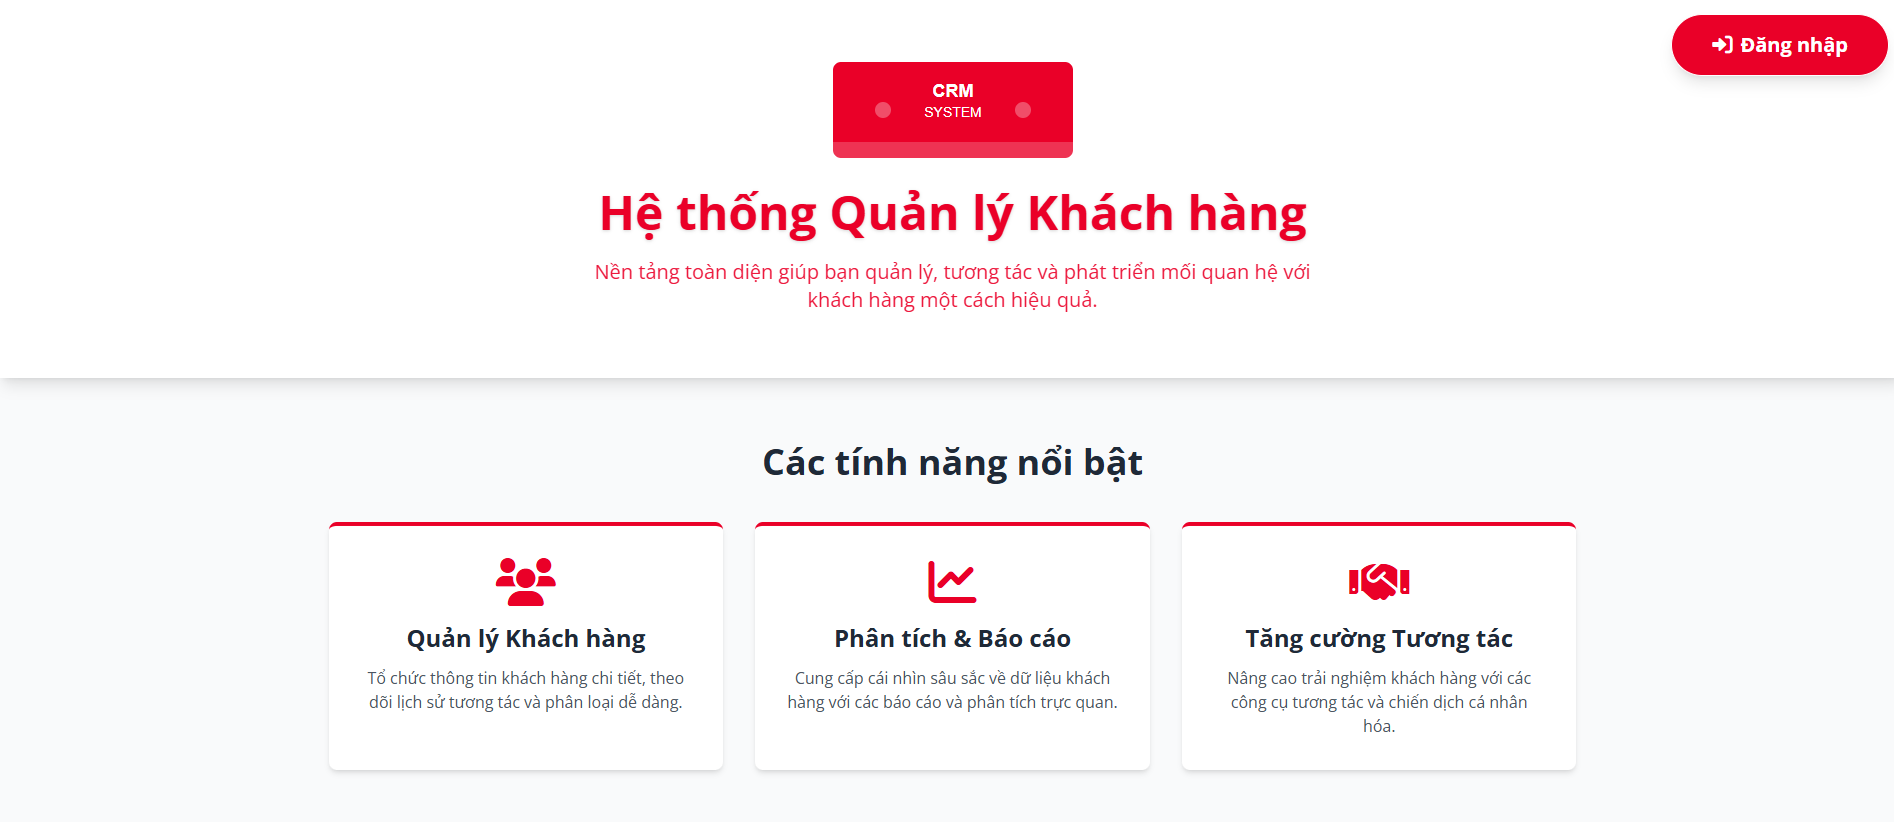 Đăng nhập
CRM
SYSTEM
Hệ thống Quản lý Khách hàng
Nền tảng toàn diện giúp bạn quản lý, tương tác và phát triển mối quan hệ với
khách hàng một cách hiệu quả.
Các tính năng nổi bật
Quản lý Khách hàng
Tổ chức thông tin khách hàng chi tiết, theo
dõi lịch sử tương tác và phân loại dễ dàng.
Phân tích & Báo cáo
Cung cấp cái nhìn sâu sắc về dữ liệu khách
hàng với các báo cáo và phân tích trực quan.
Tăng cường Tương tác
Nâng cao trải nghiệm khách hàng với các
công cụ tương tác và chiến dịch cá nhân
hóa.